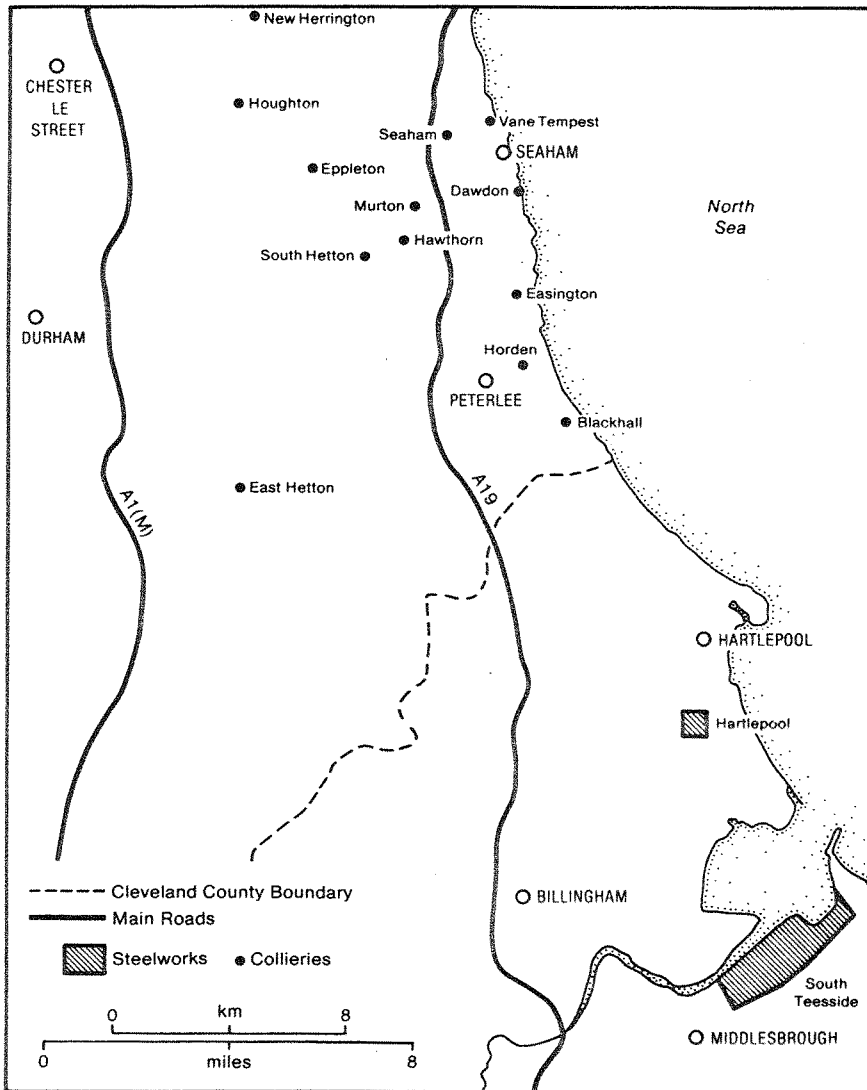 New Herrington
CHESTER
LE
STREET
Houghton
Vane Tempest
Seaham
SEAHAM
Eppleton
Dawdon
Murton
North
Sea
Hawthorn
South Hetton
Easington
DURHAM
Horden
PETERLEE
Blackhall
East Hetton
A1(M)
A19
HARTLEPOOL
Hartlepool
Cleveland County Boundary
BILLINGHAM
Main Roads
Steelworks
Collieries
South
Teesside
0 km 8
MIDDLESBROUGH
0 miles 8